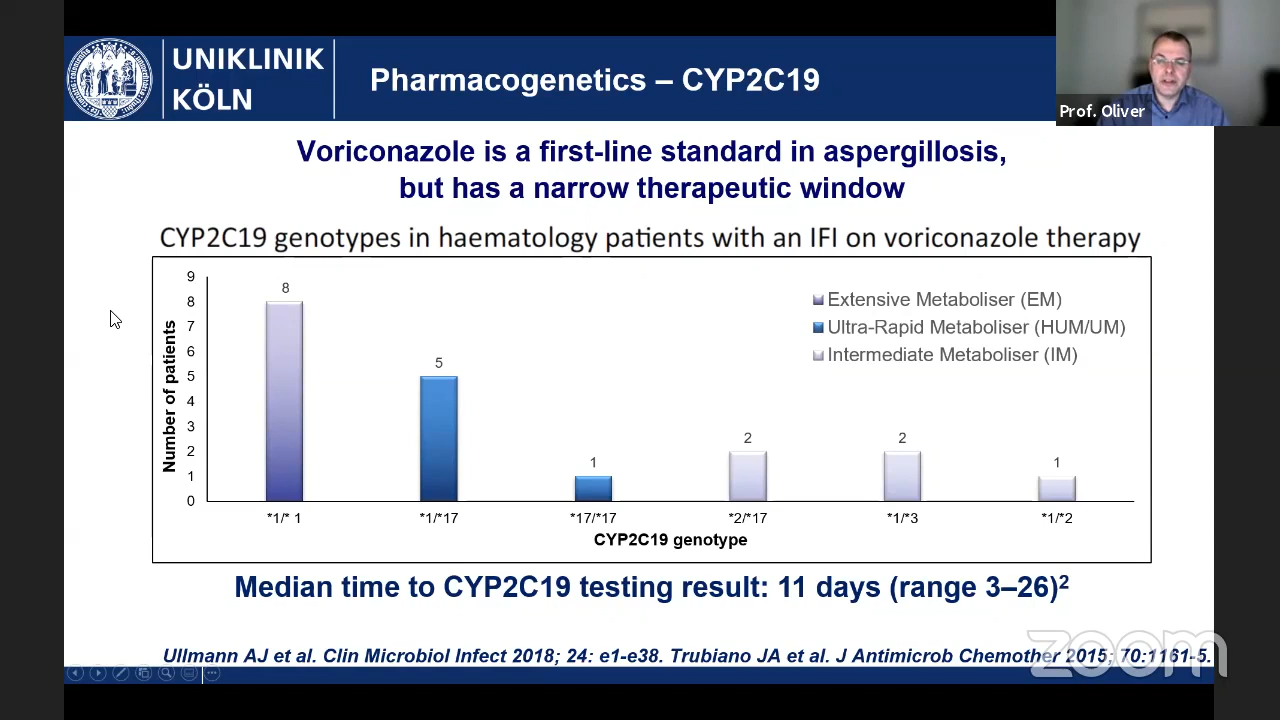 UNIKLINIK
KÖLN
Pharmacogenetics – CYP2C19
Prof. Oliver
Voriconazole is a first-line standard in aspergillosis,
but has a narrow therapeutic window
CYP2C19 genotypes in haematology patients with an IFI on voriconazole therapy
Number of patients
9
8
7
6
5
4
3
2
1
0
8
5
1
2
2
1
Extensive Metaboliser (EM)
Ultra-Rapid Metaboliser (HUM/UM)
Intermediate Metaboliser (IM)
*1/* 1
*1/*17
*17/*17
*2/*17
*1/*3
*1/*2
CYP2C19 genotype
Median time to CYP2C19 testing result: 11 days (range 3–26)²
Ullmann AJ et al. Clin Microbiol Infect 2018; 24: e1-e38. Trubiano JA et al. J Antimicrob Chemother 2015; 70:1161-5.
zoom